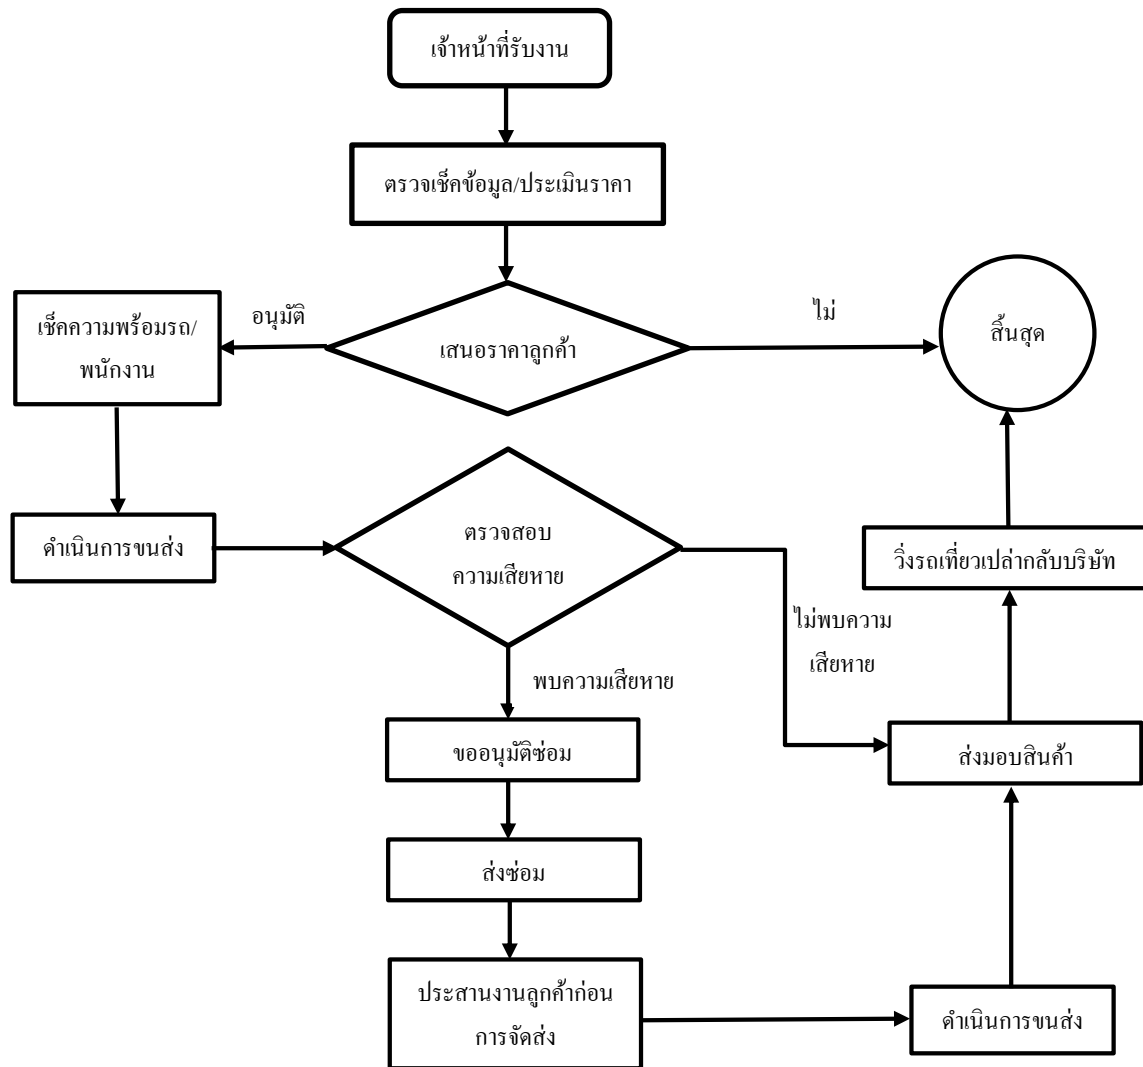 เจ้าหน้าที่รับงาน
ตรวจเช็คข้อมูล/ประเมินราคา
เสนอราคาลูกค้า
อนุมัติ
ไม่
สิ้นสุด
เช็คความพร้อมรถ/
พนักงาน
ดำเนินการขนส่ง
ตรวจสอบ
ความเสียหาย
ไม่พบความ
เสียหาย
วิ่งรถเที่ยวเปล่ากลับบริษัท
พบความเสียหาย
ขออนุมัติซ่อม
ส่งมอบสินค้า
ส่งซ่อม
ประสานงานลูกค้าก่อน
การจัดส่ง
ดำเนินการขนส่ง